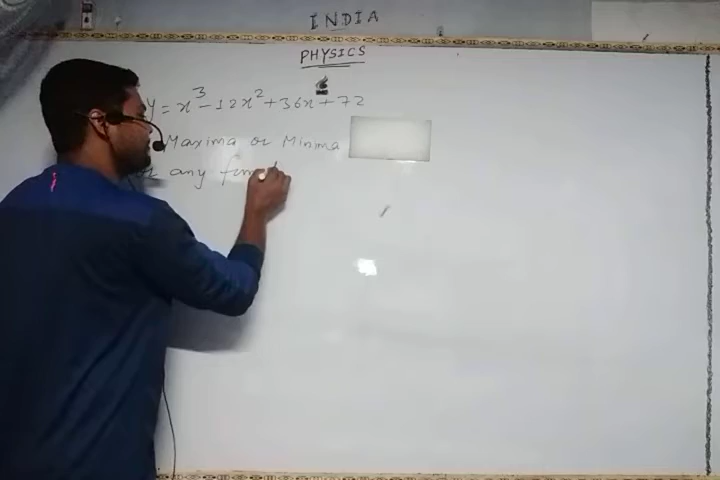 INDIA
PHYSICS
y = x³ - 12x² + 36x + 72
Maxima or Minima
any